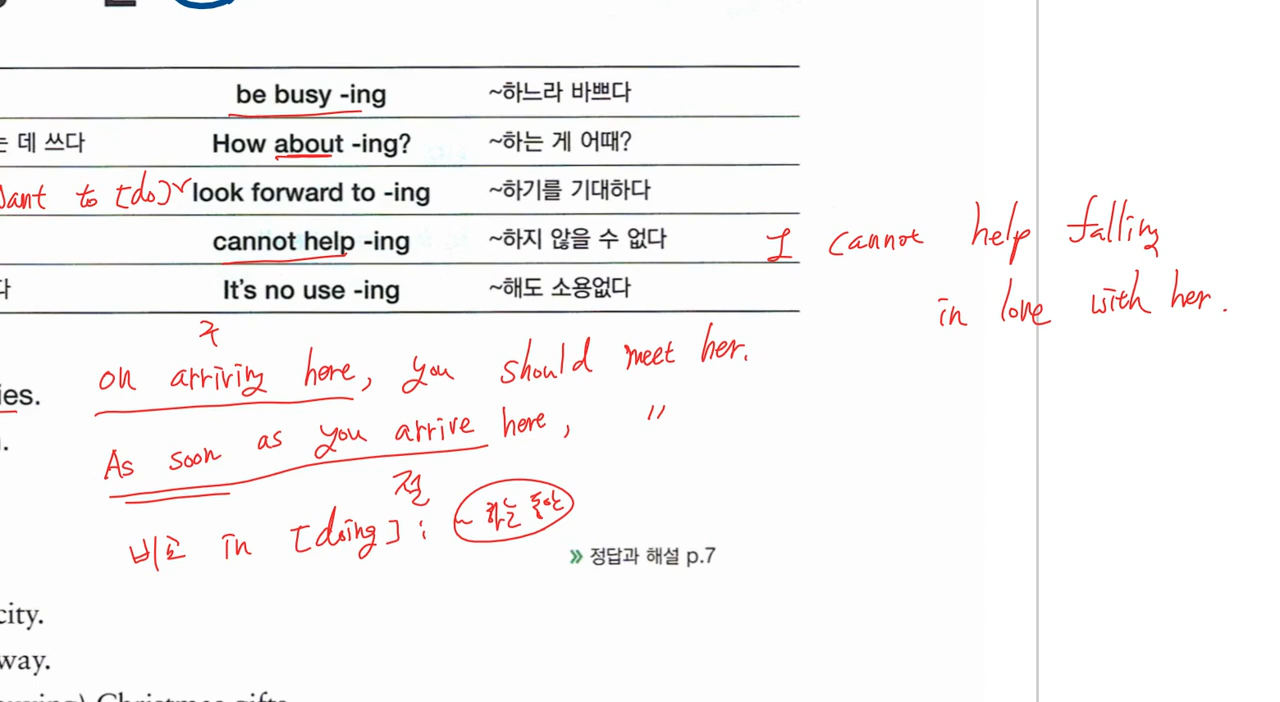 be busy -ing ~하느라 바쁘다
는 데 쓰다 How about -ing? ~하는 게 어때?
want to [do] look forward to -ing ~하기를 기대하다
cannot help -ing ~하지 않을 수 없다 I cannot help falling
in love with her.
다 It's no use -ing ~해도 소용없다
구
ies. on arriving here, you should meet her.
As soon as you arrive here, 〃
절
비교 in [doing] : ~하는 동안
» 정답과 해설 p.7
city.
way.
Christmas gifts